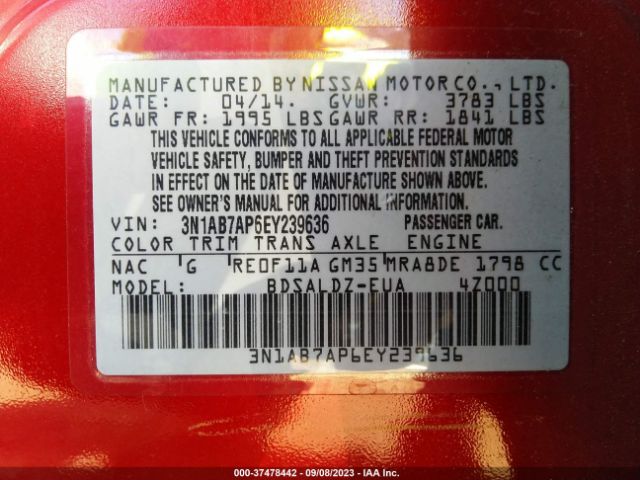 MANUFACTURED BY NISSAN MOTOR CO., LTD.
DATE: 04/14. GVWR: 3783 LBS
GAWR FR: 1995 LBS GAWR RR: 1841 LBS
THIS VEHICLE CONFORMS TO ALL APPLICABLE FEDERAL MOTOR
VEHICLE SAFETY, BUMPER AND THEFT PREVENTION STANDARDS
IN EFFECT ON THE DATE OF MANUFACTURE SHOWN ABOVE.
SEE OWNER'S MANUAL FOR ADDITIONAL INFORMATION.
VIN: 3N1AB7AP6EY239636 PASSENGER CAR.
COLOR TRIM TRANS AXLE ENGINE
NAC G RE0F11A GM35 MRA8DE 1798 CC
MODEL: BDSALDZ-EUA 4Z000
3N1AB7AP6EY239636
000-37478442 - 09/08/2023 - IAA Inc.